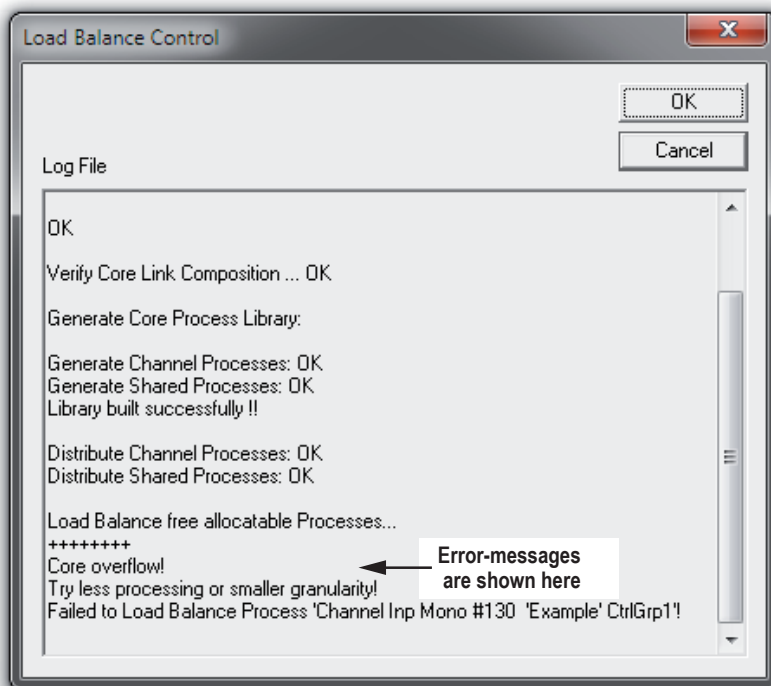 Load Balance Control
OK
Cancel
Log File
OK
Verify Core Link Composition ... OK
Generate Core Process Library:
Generate Channel Processes: OK
Generate Shared Processes: OK
Library built successfully !!
Distribute Channel Processes: OK
Distribute Shared Processes: OK
Load Balance free allocatable Processes...
++++++++
Core overflow!
Try less processing or smaller granularity!
Failed to Load Balance Process 'Channel Inp Mono #130 'Example' CtrlGrp1'!
Error-messages
are shown here